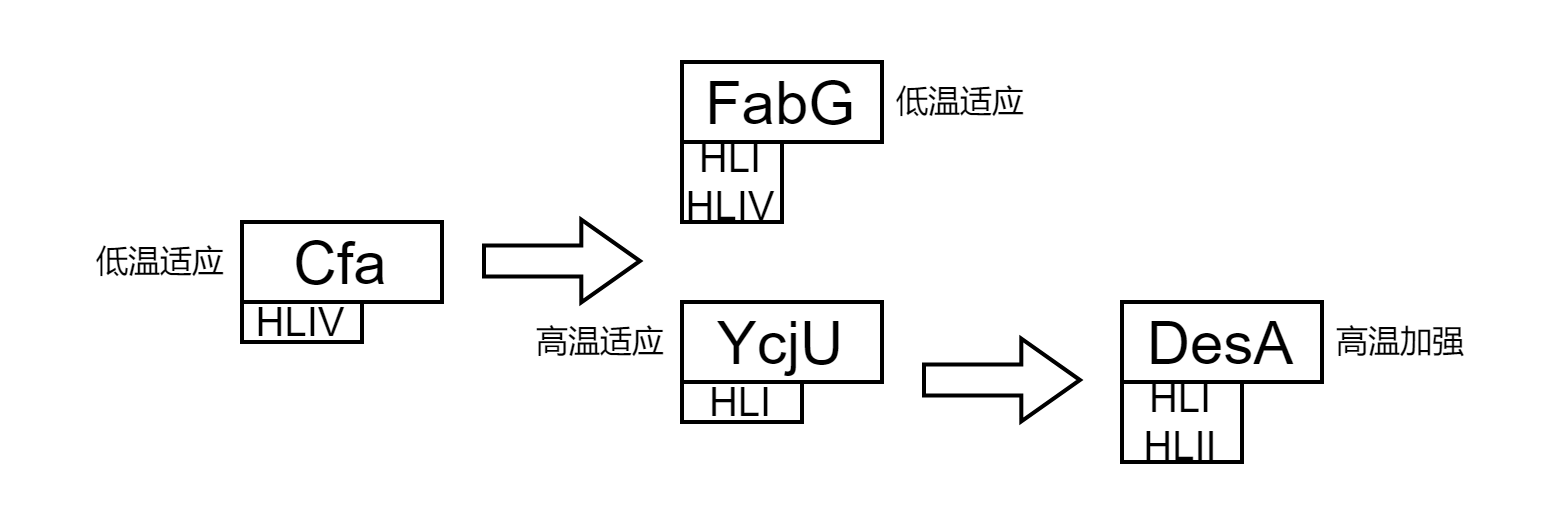 低温适应
Cfa
HLIV
FabG
低温适应
HLI
HLIV
高温适应
YcjU
HLI
DesA
高温加强
HLI
HLII